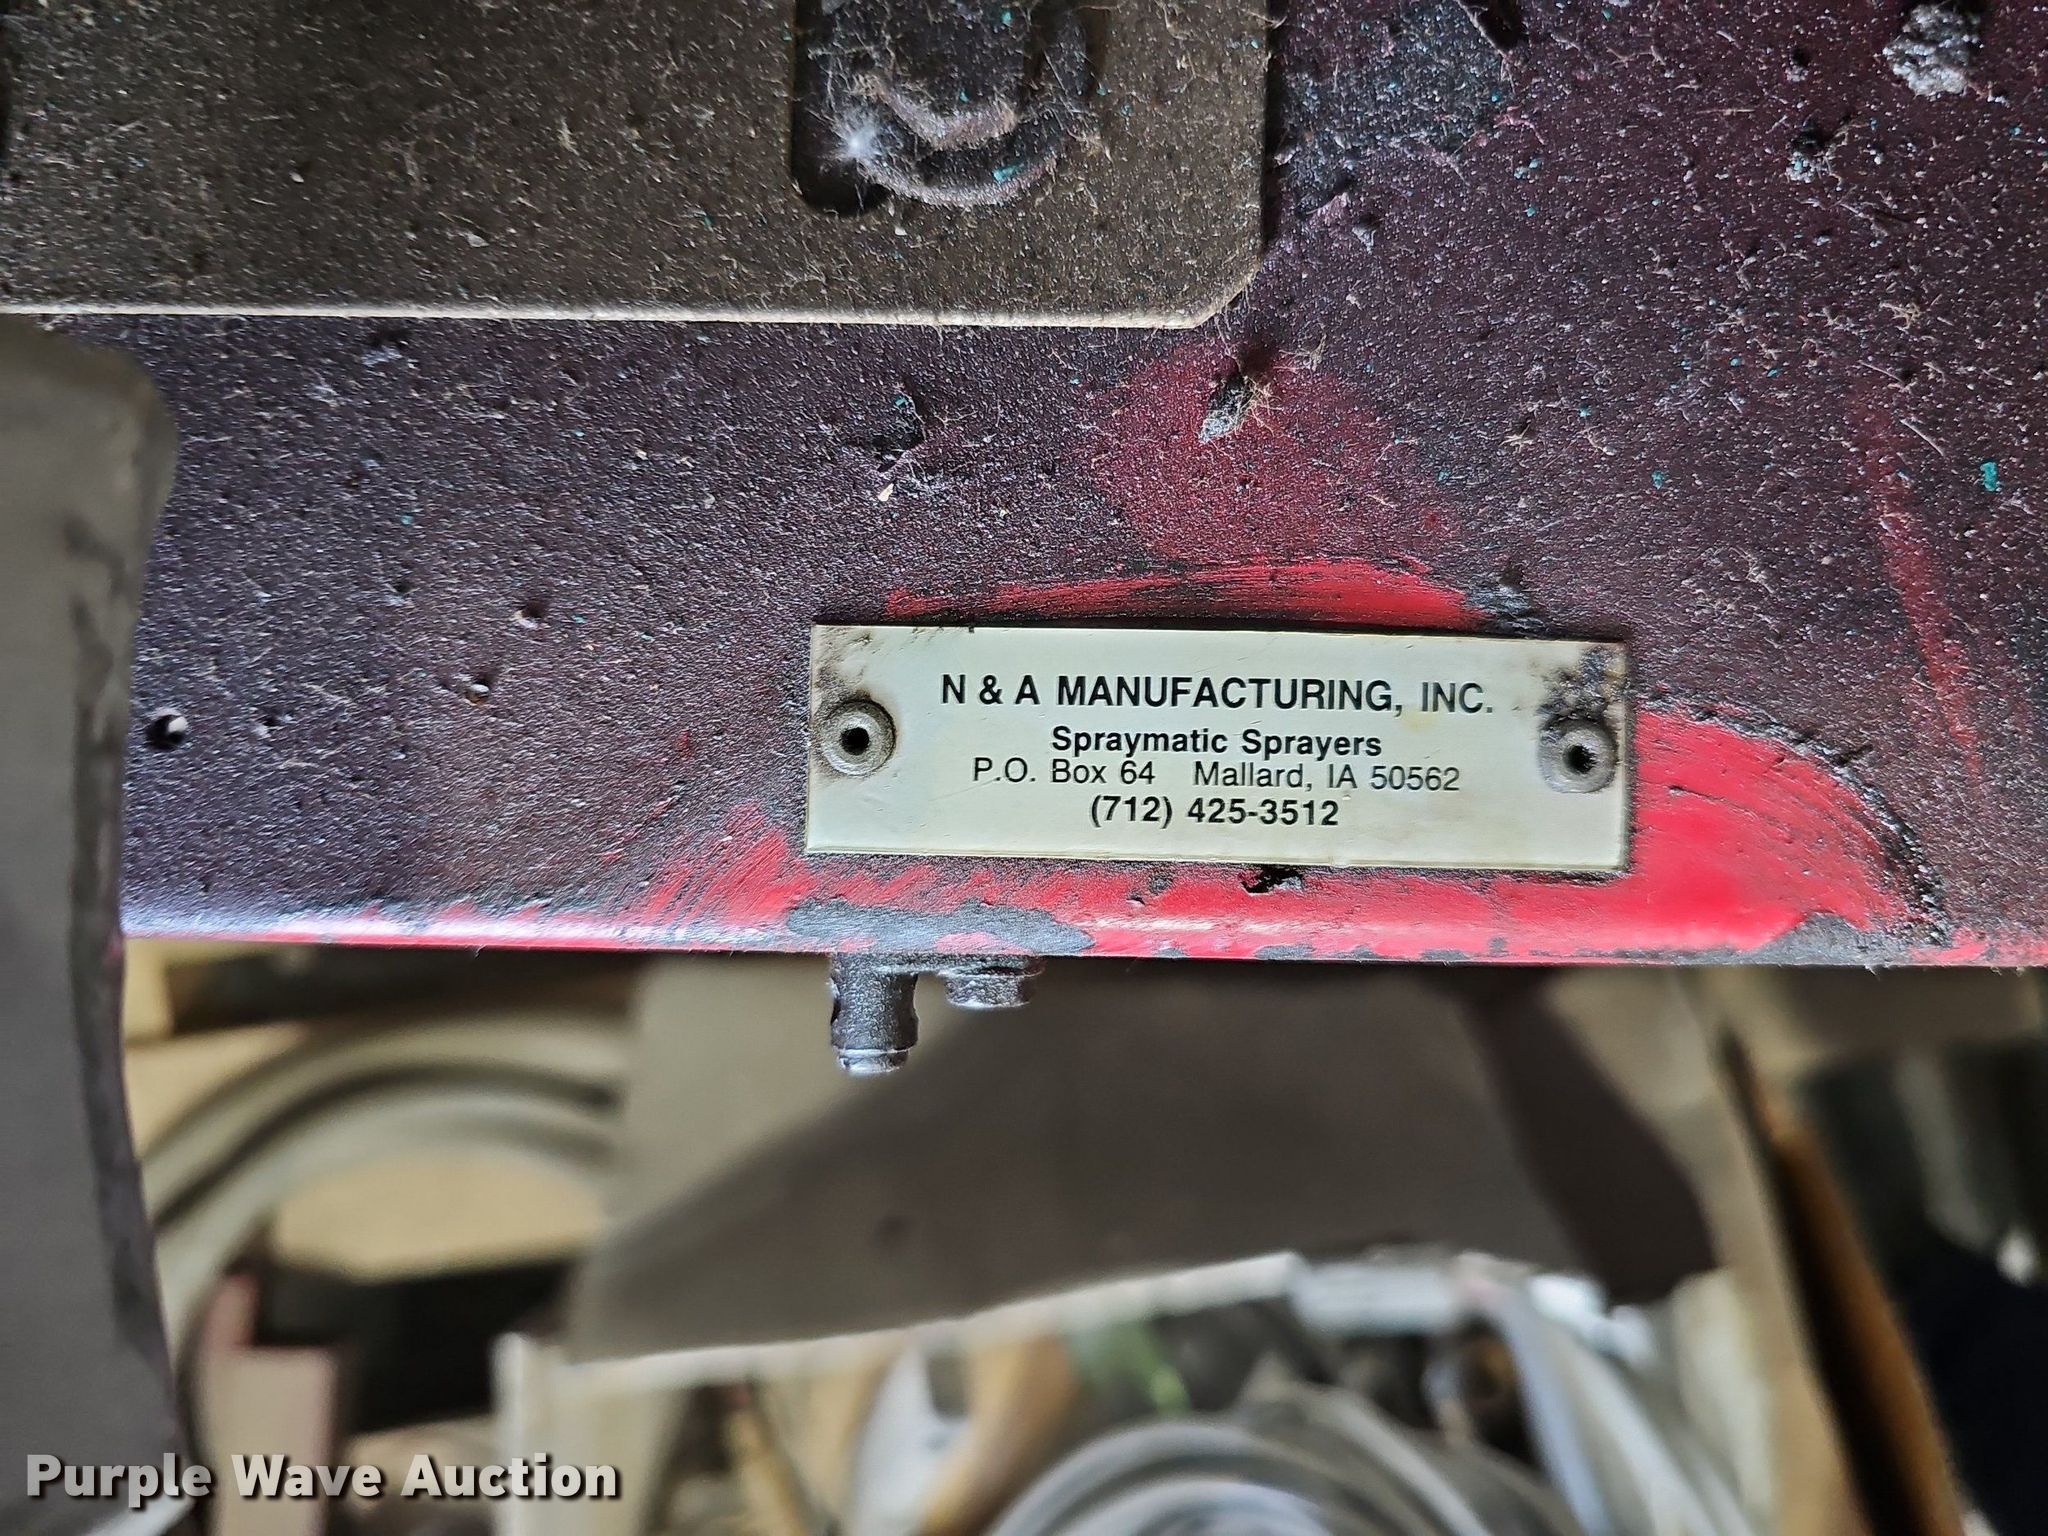 N & A MANUFACTURING, INC.
Spraymatic Sprayers
P.O. Box 64 Mallard, IA 50562
(712) 425-3512
Purple Wave Auction